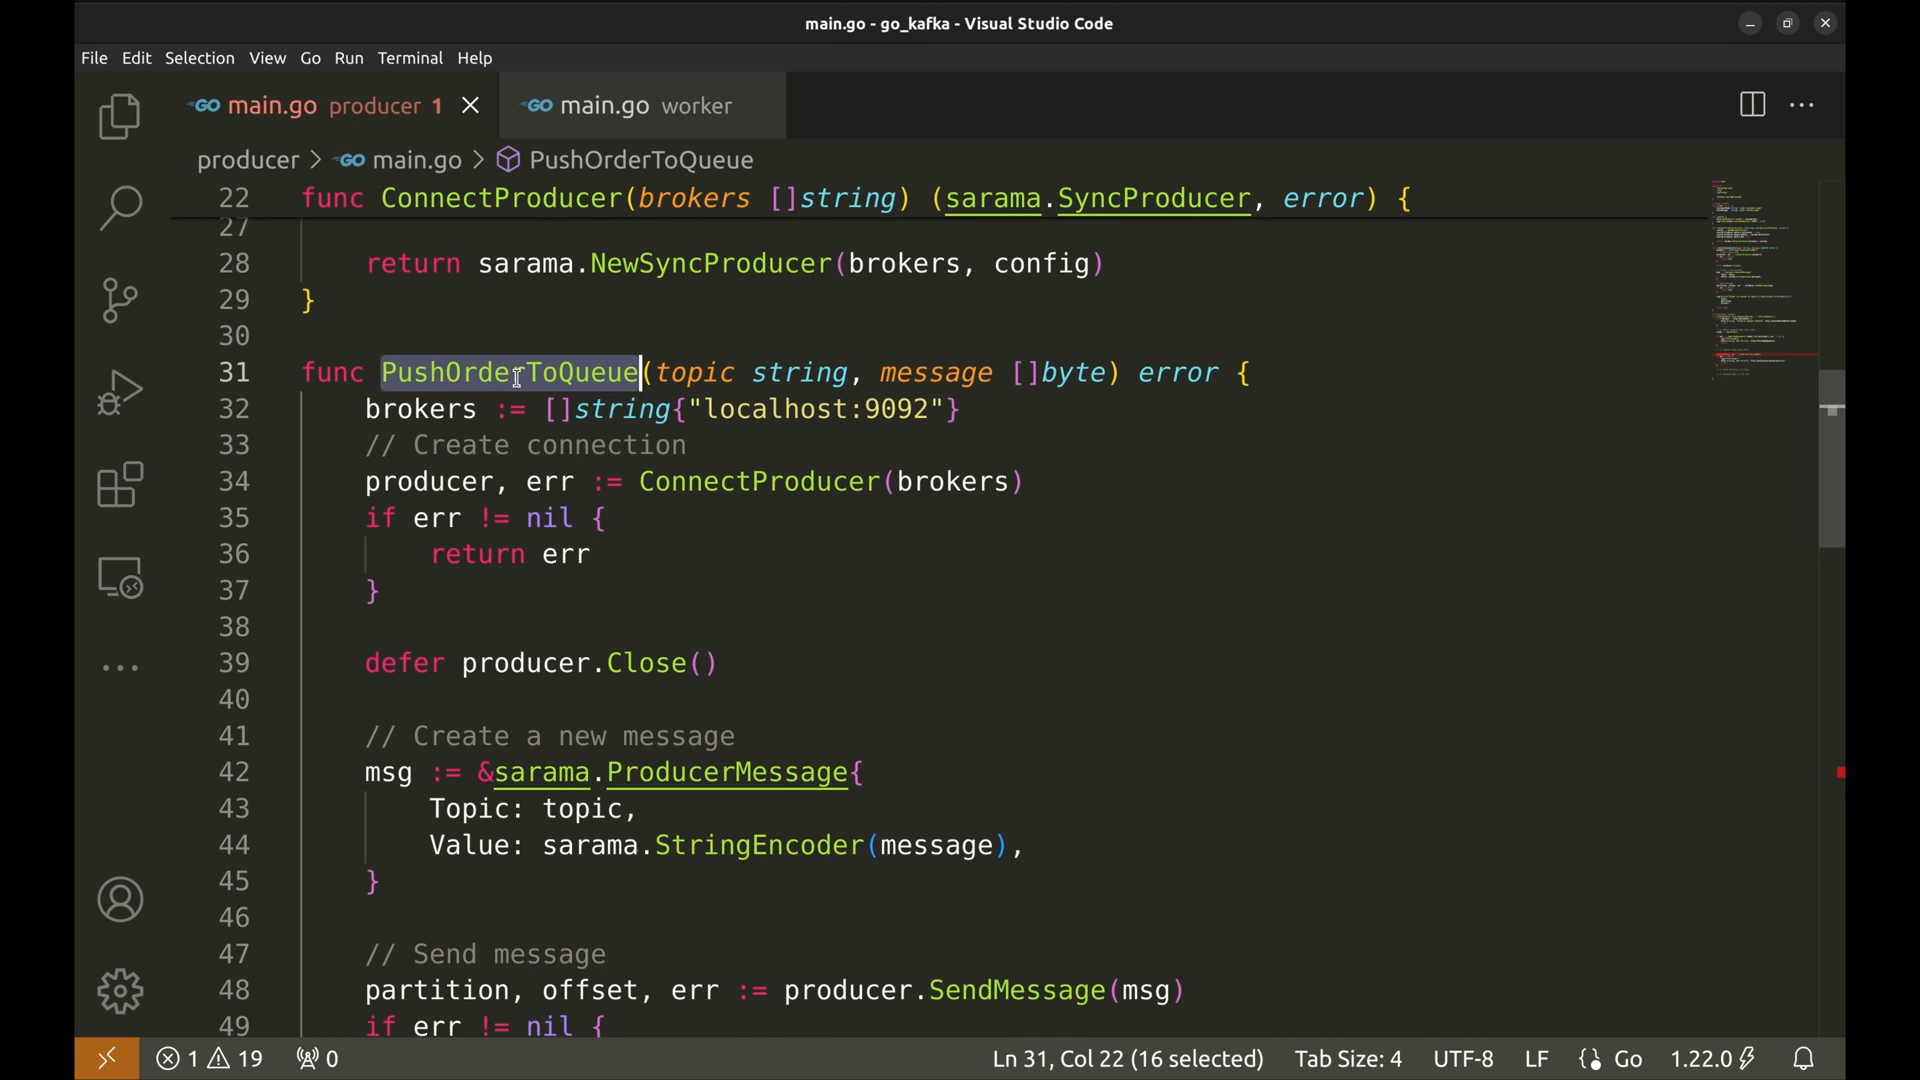 main.go - go_kafka - Visual Studio Code
File Edit Selection View Go Run Terminal Help
GO main.go producer 1 GO main.go worker
producer > GO main.go > PushOrderToQueue
22 func ConnectProducer(brokers []string) (sarama.SyncProducer, error) {
27
28 return sarama.NewSyncProducer(brokers, config)
29 }
30
31 func PushOrderToQueue(topic string, message []byte) error {
32 brokers := []string{"localhost:9092"}
33 // Create connection
34 producer, err := ConnectProducer(brokers)
35 if err != nil {
36 return err
37 }
38
39 defer producer.Close()
40
41 // Create a new message
42 msg := &sarama.ProducerMessage{
43 Topic: topic,
44 Value: sarama.StringEncoder(message),
45 }
46
47 // Send message
48 partition, offset, err := producer.SendMessage(msg)
49 if err != nil {
1 19 0 Ln 31, Col 22 (16 selected) Tab Size: 4 UTF-8 LF Go 1.22.0